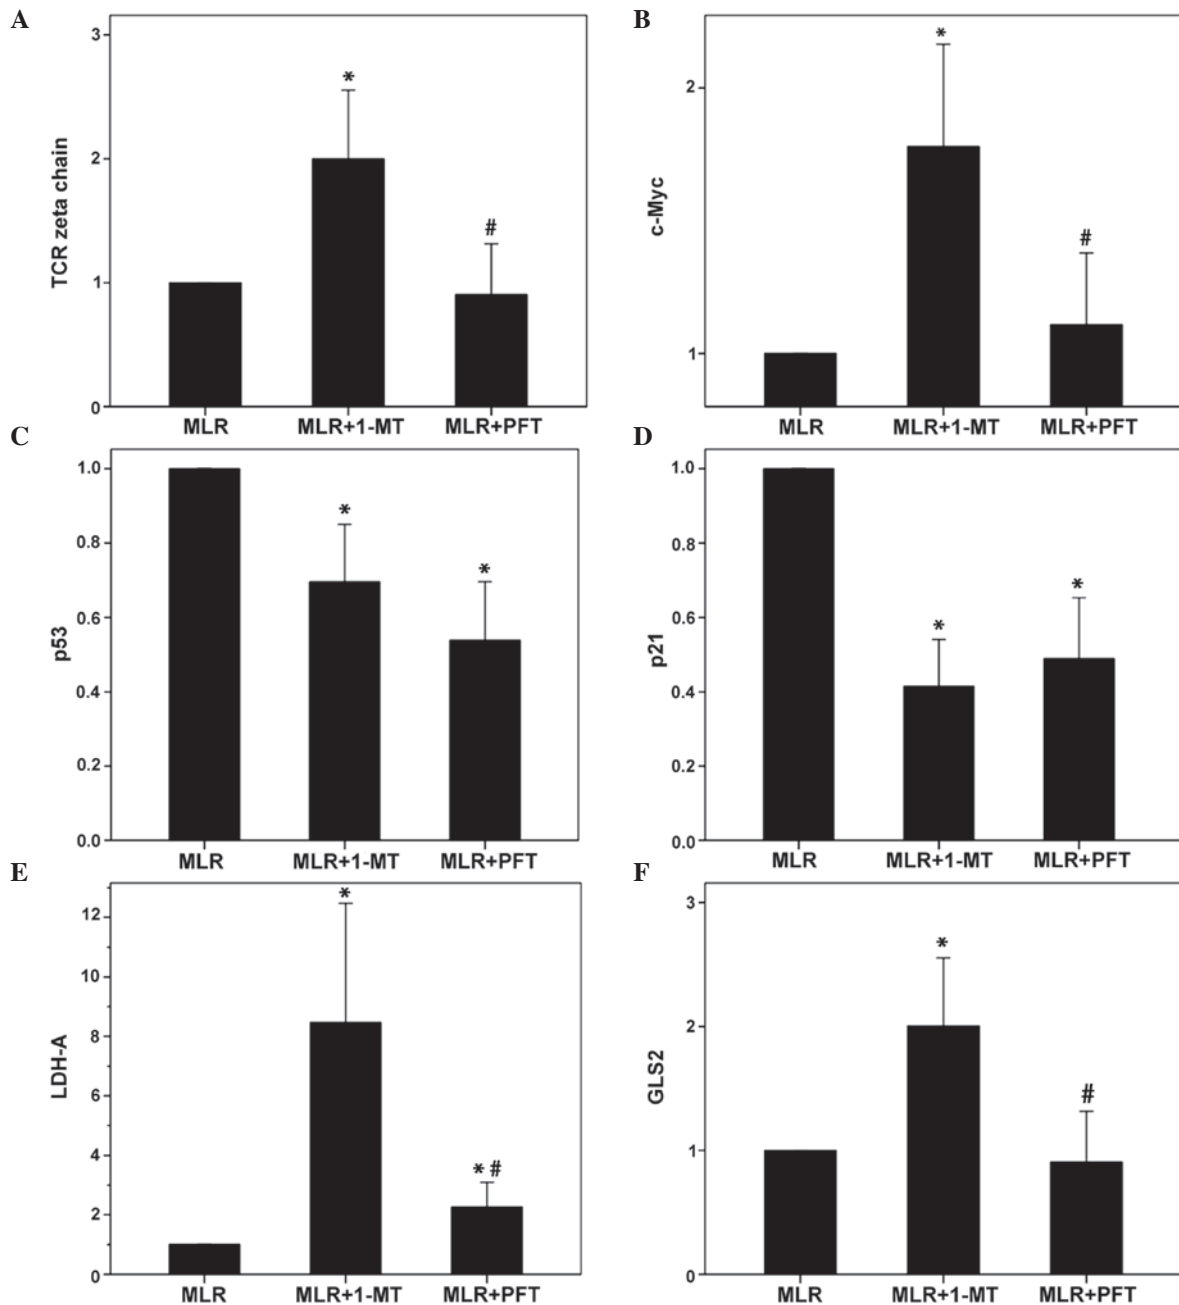 A
TCR zeta chain
3
2
1
0
*
#
MLR
MLR+1-MT
MLR+PFT
B
c-Myc
2
1
*
#
MLR
MLR+1-MT
MLR+PFT
C
p53
1.0
0.8
0.6
0.4
0.2
0.0
*
*
MLR
MLR+1-MT
MLR+PFT
D
p21
1.0
0.8
0.6
0.4
0.2
0.0
*
*
MLR
MLR+1-MT
MLR+PFT
E
LDH-A
12
10
8
6
4
2
0
*
*#
MLR
MLR+1-MT
MLR+PFT
F
GLS2
3
2
1
0
*
#
MLR
MLR+1-MT
MLR+PFT